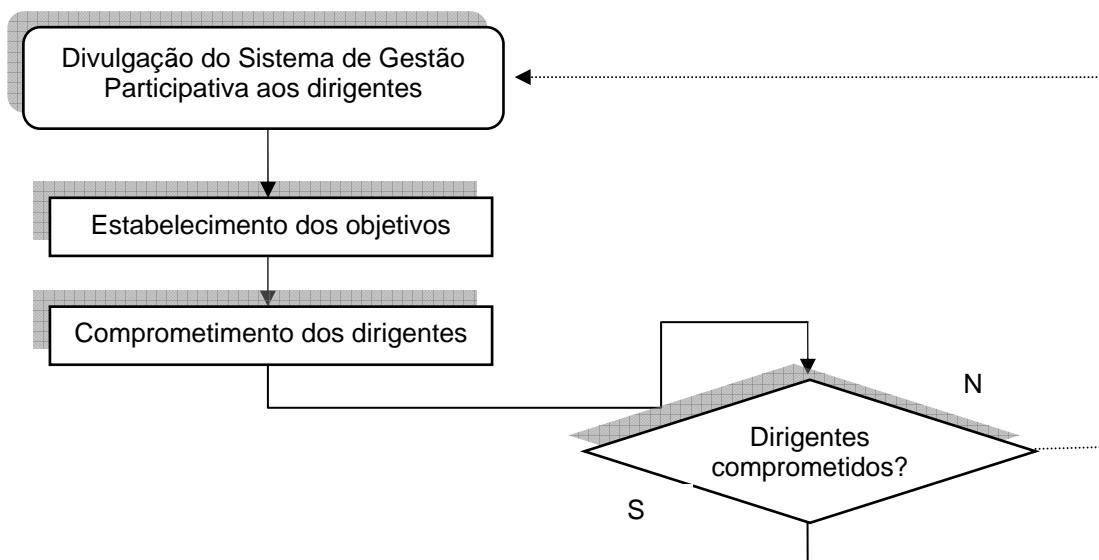 Divulgação do Sistema de Gestão
Participativa aos dirigentes
Estabelecimento dos objetivos
Comprometimento dos dirigentes
N
Dirigentes
comprometidos?
S